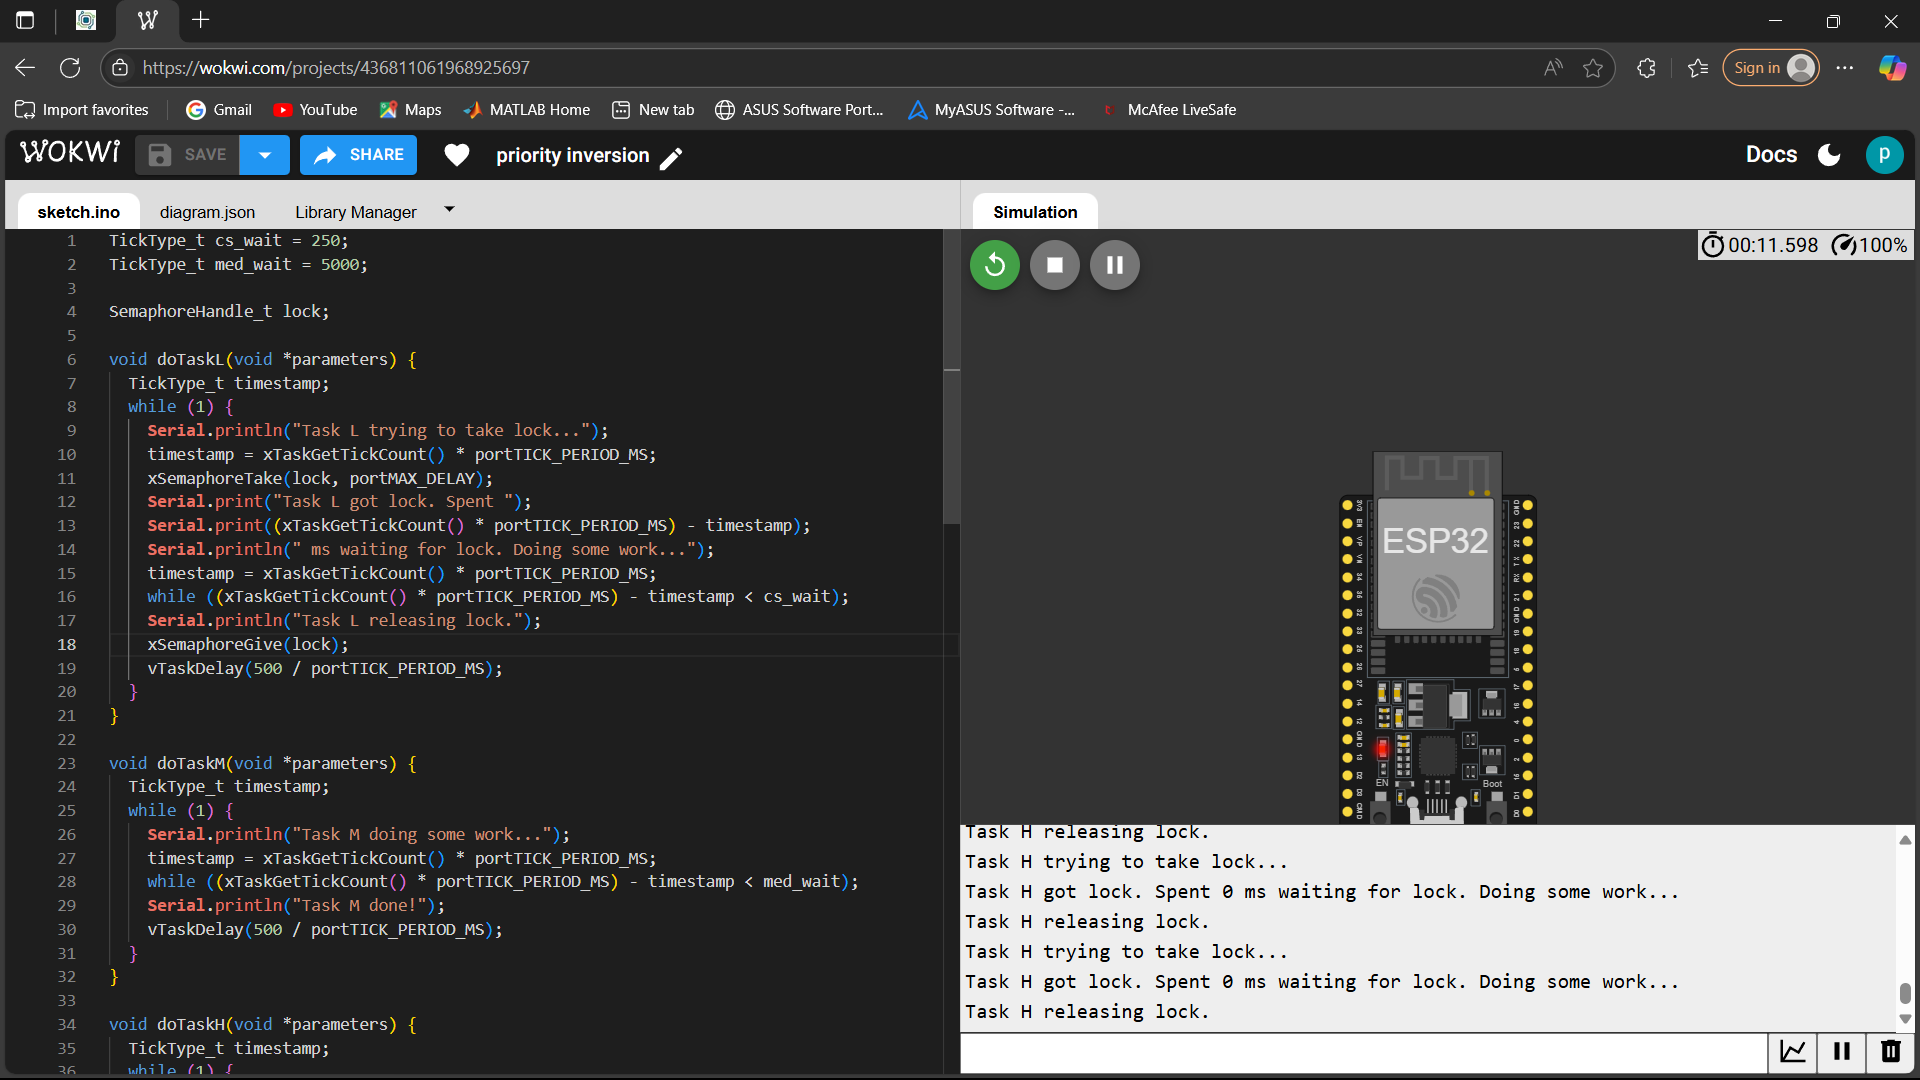 https://wokwi.com/projects/436811061968925697
Sign in
Import favorites
Gmail
YouTube
Maps
MATLAB Home
New tab
ASUS Software Port...
MyASUS Software -...
McAfee LiveSafe
WOKWi
SAVE
SHARE
priority inversion
Docs
p
sketch.ino
diagram.json
Library Manager
Simulation
1 TickType_t cs_wait = 250;
2 TickType_t med_wait = 5000;
3
4 SemaphoreHandle_t lock;
5
6 void doTaskL(void *parameters) {
7 TickType_t timestamp;
8 while (1) {
9 Serial.println("Task L trying to take lock...");
10 timestamp = xTaskGetTickCount() * portTICK_PERIOD_MS;
11 xSemaphoreTake(lock, portMAX_DELAY);
12 Serial.print("Task L got lock. Spent ");
13 Serial.print((xTaskGetTickCount() * portTICK_PERIOD_MS) - timestamp);
14 Serial.println(" ms waiting for lock. Doing some work...");
15 timestamp = xTaskGetTickCount() * portTICK_PERIOD_MS;
16 while ((xTaskGetTickCount() * portTICK_PERIOD_MS) - timestamp < cs_wait);
17 Serial.println("Task L releasing lock.");
18 xSemaphoreGive(lock);
19 vTaskDelay(500 / portTICK_PERIOD_MS);
20 }
21 }
22
23 void doTaskM(void *parameters) {
24 TickType_t timestamp;
25 while (1) {
26 Serial.println("Task M doing some work...");
27 timestamp = xTaskGetTickCount() * portTICK_PERIOD_MS;
28 while ((xTaskGetTickCount() * portTICK_PERIOD_MS) - timestamp < med_wait);
29 Serial.println("Task M done!");
30 vTaskDelay(500 / portTICK_PERIOD_MS);
31 }
32 }
33
34 void doTaskH(void *parameters) {
35 TickType_t timestamp;
36 while (1) {
00:11.598 100%
ESP32
EN
Boot
Task H releasing lock.
Task H trying to take lock...
Task H got lock. Spent 0 ms waiting for lock. Doing some work...
Task H releasing lock.
Task H trying to take lock...
Task H got lock. Spent 0 ms waiting for lock. Doing some work...
Task H releasing lock.